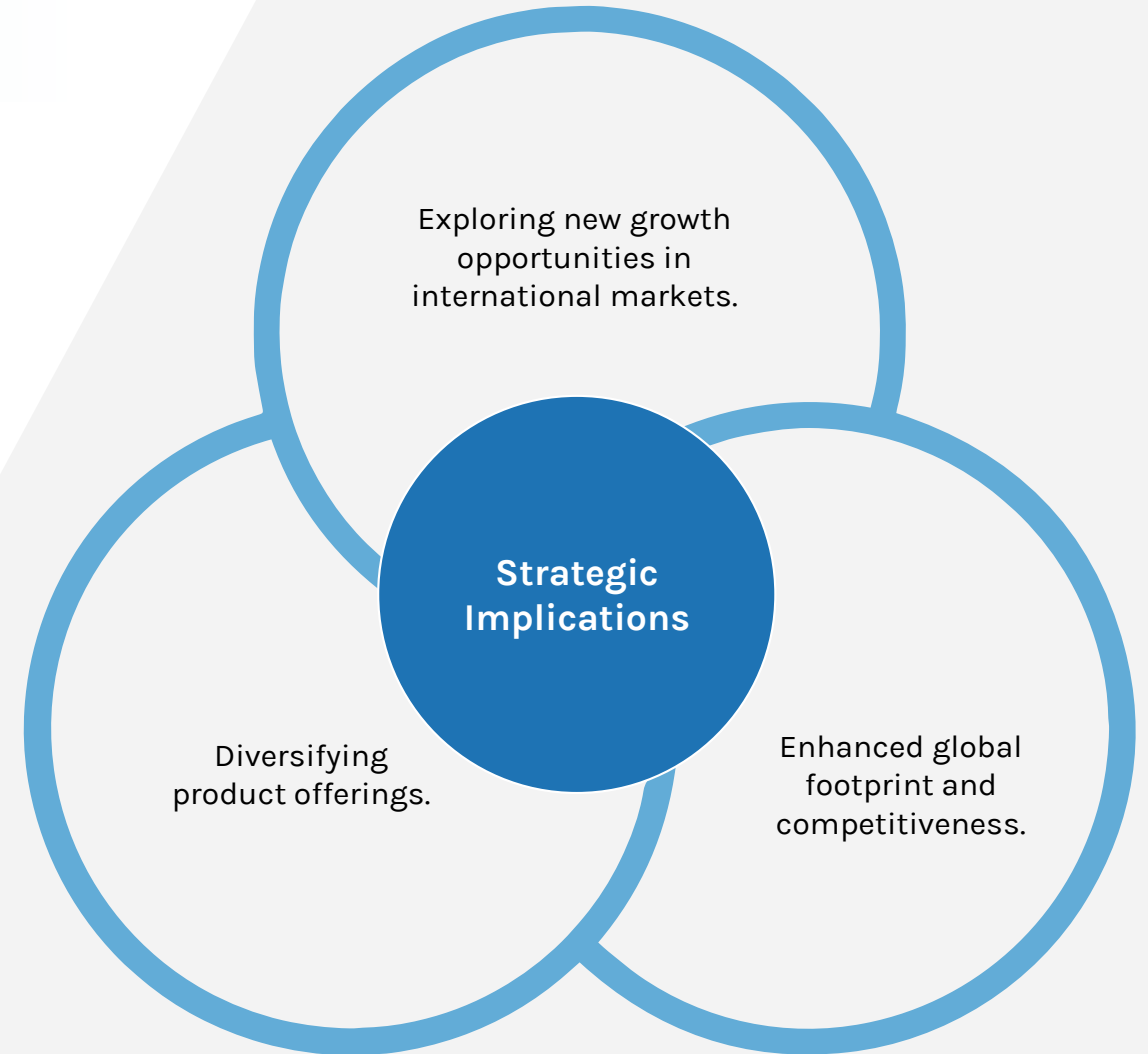 Exploring new growth
opportunities in
international markets.
Strategic
Implications
Diversifying
product offerings.
Enhanced global
footprint and
competitiveness.